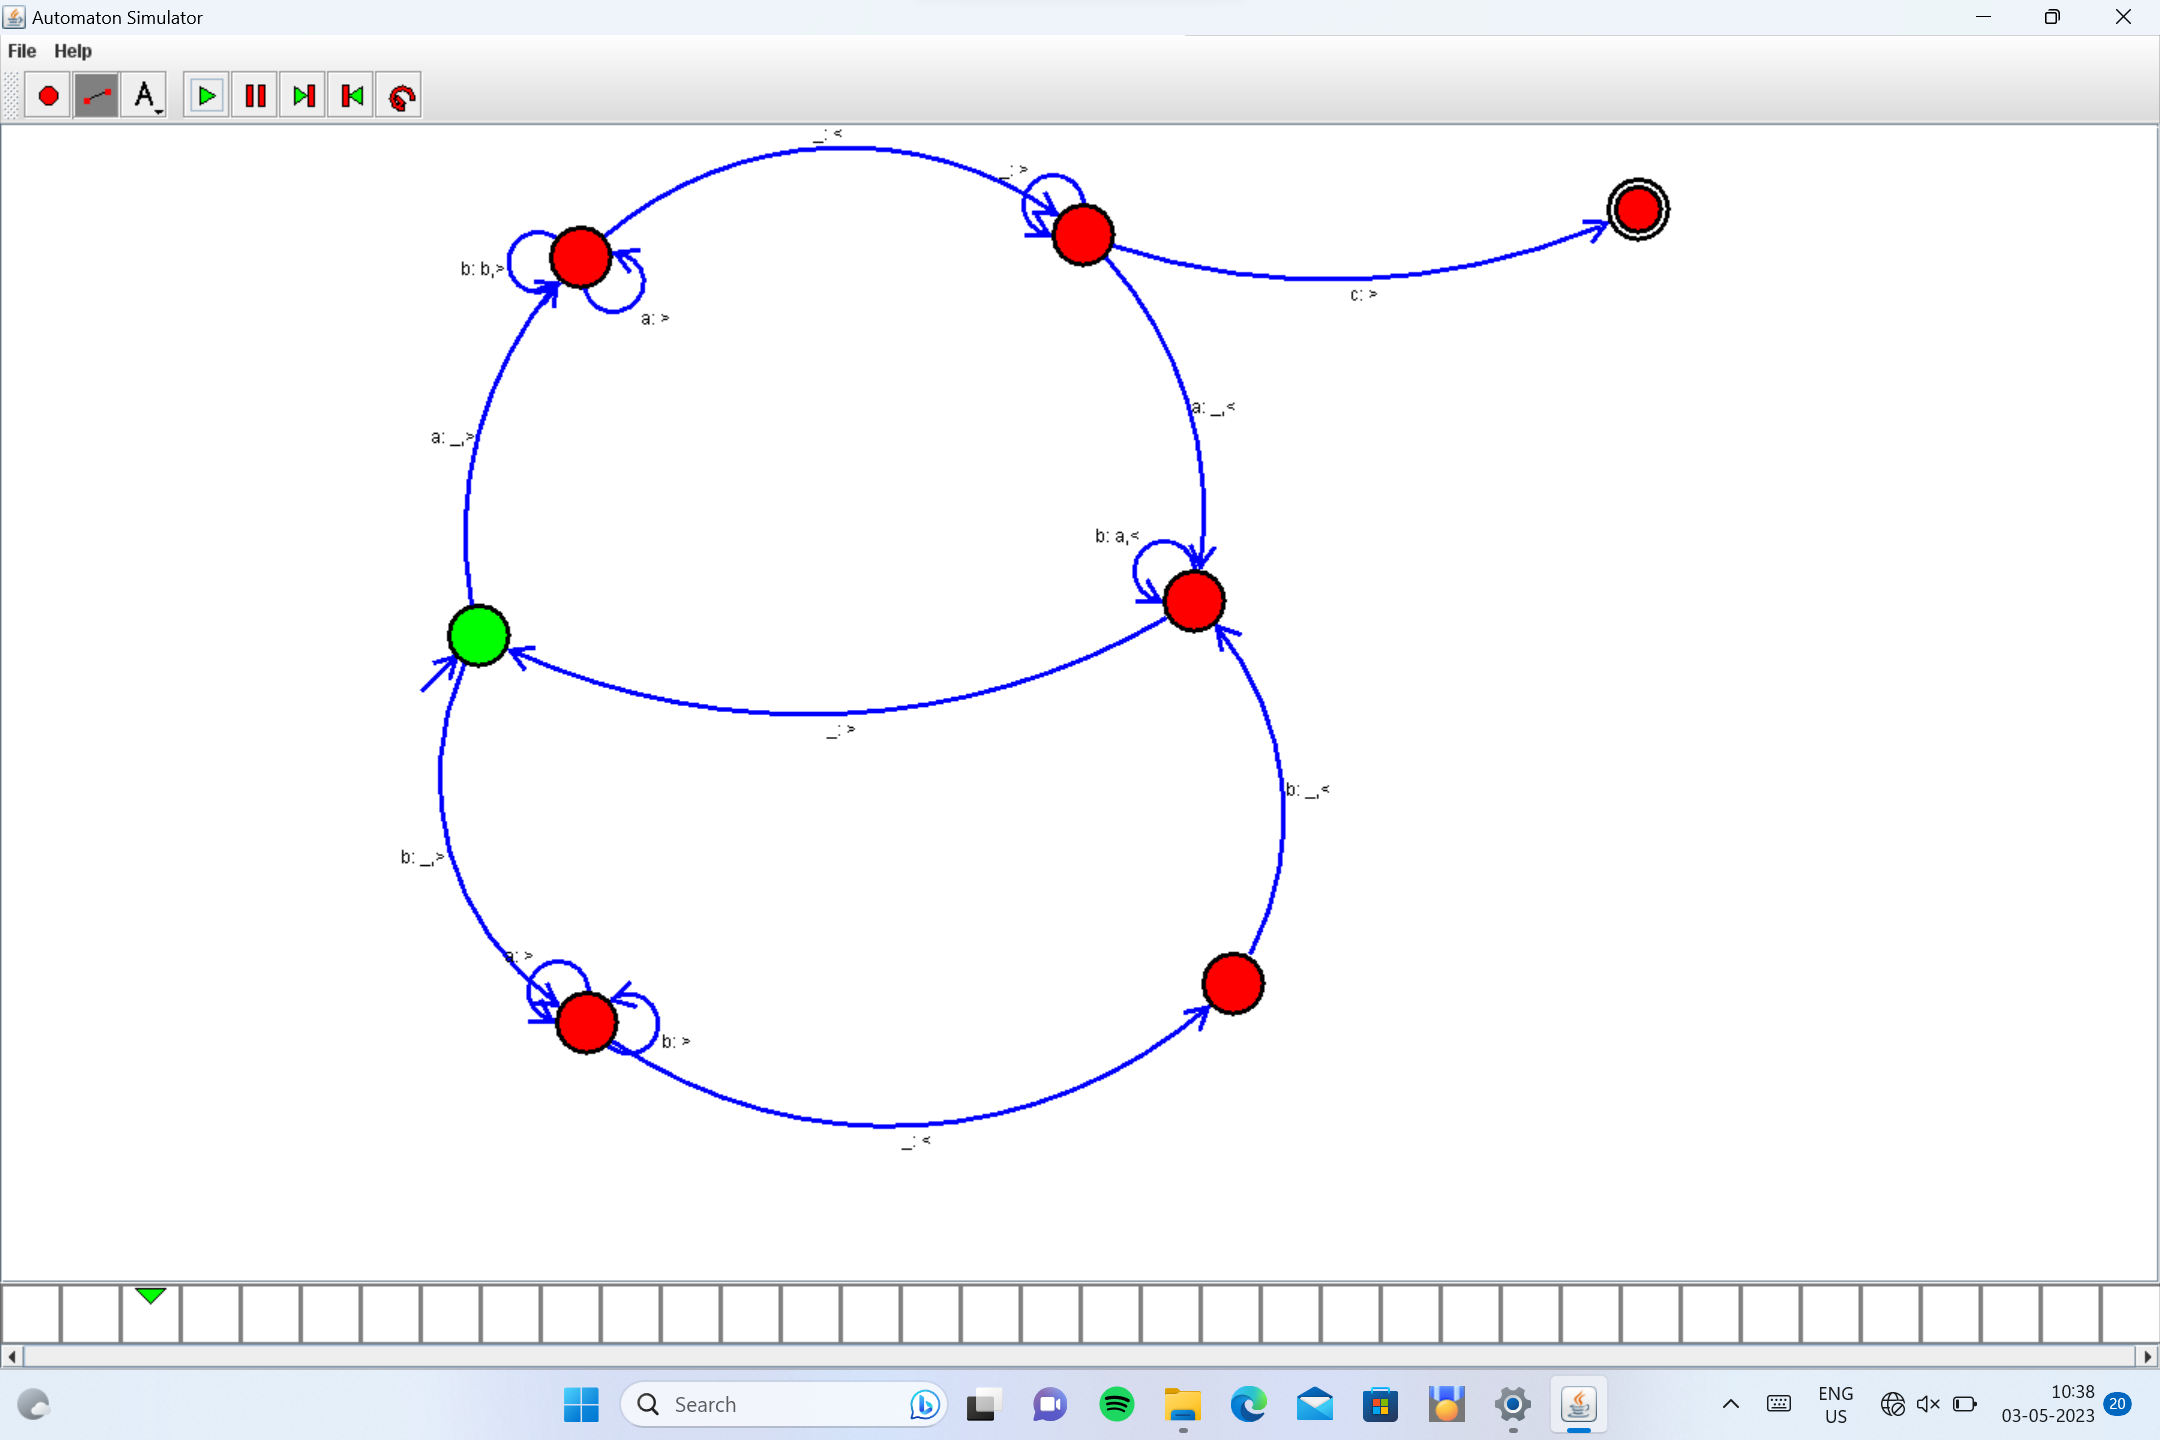 Automaton Simulator
File Help
A
_: <
_: >
b: b,>
a: >
c: >
a: _,<
a: _,>
b: a,<
_: >
b: _,<
b: _,>
a: >
b: >
_: <
Search
ENG
US
10:38
03-05-2023
20